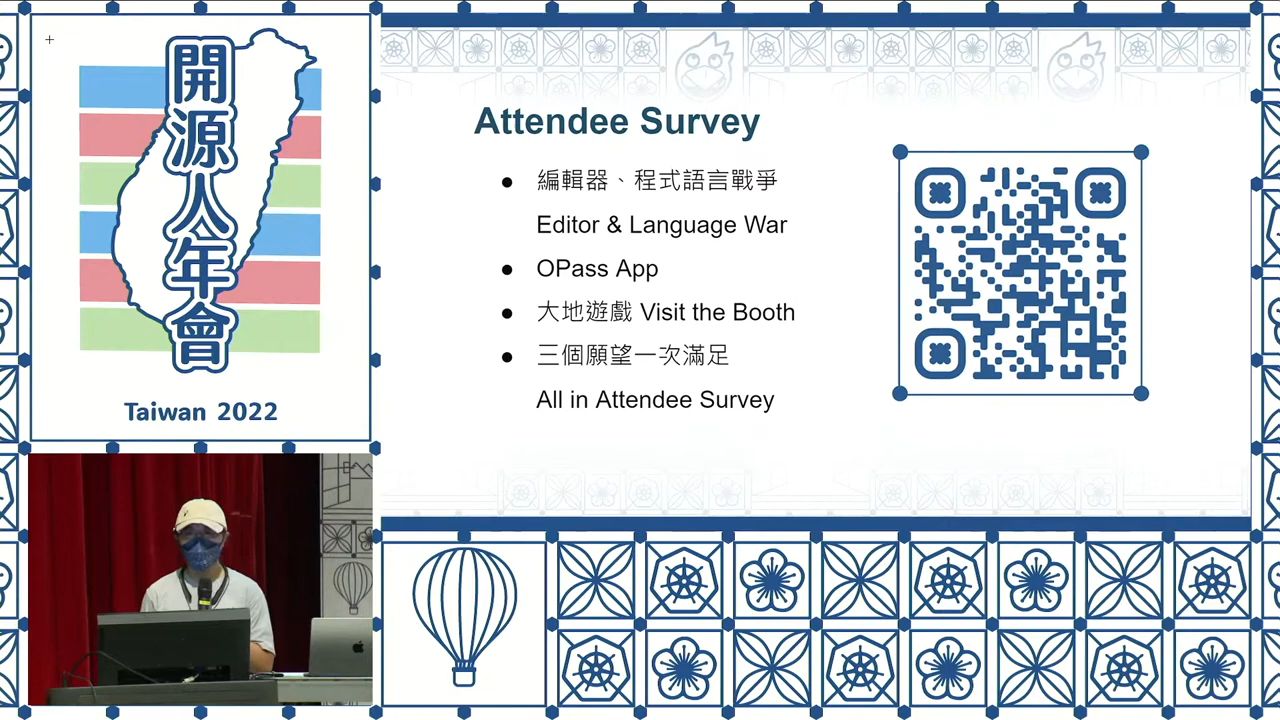 開源人年會
Taiwan 2022
Attendee Survey
編輯器、程式語言戰爭
Editor & Language War
OPass App
大地遊戲 Visit the Booth
三個願望一次滿足
All in Attendee Survey